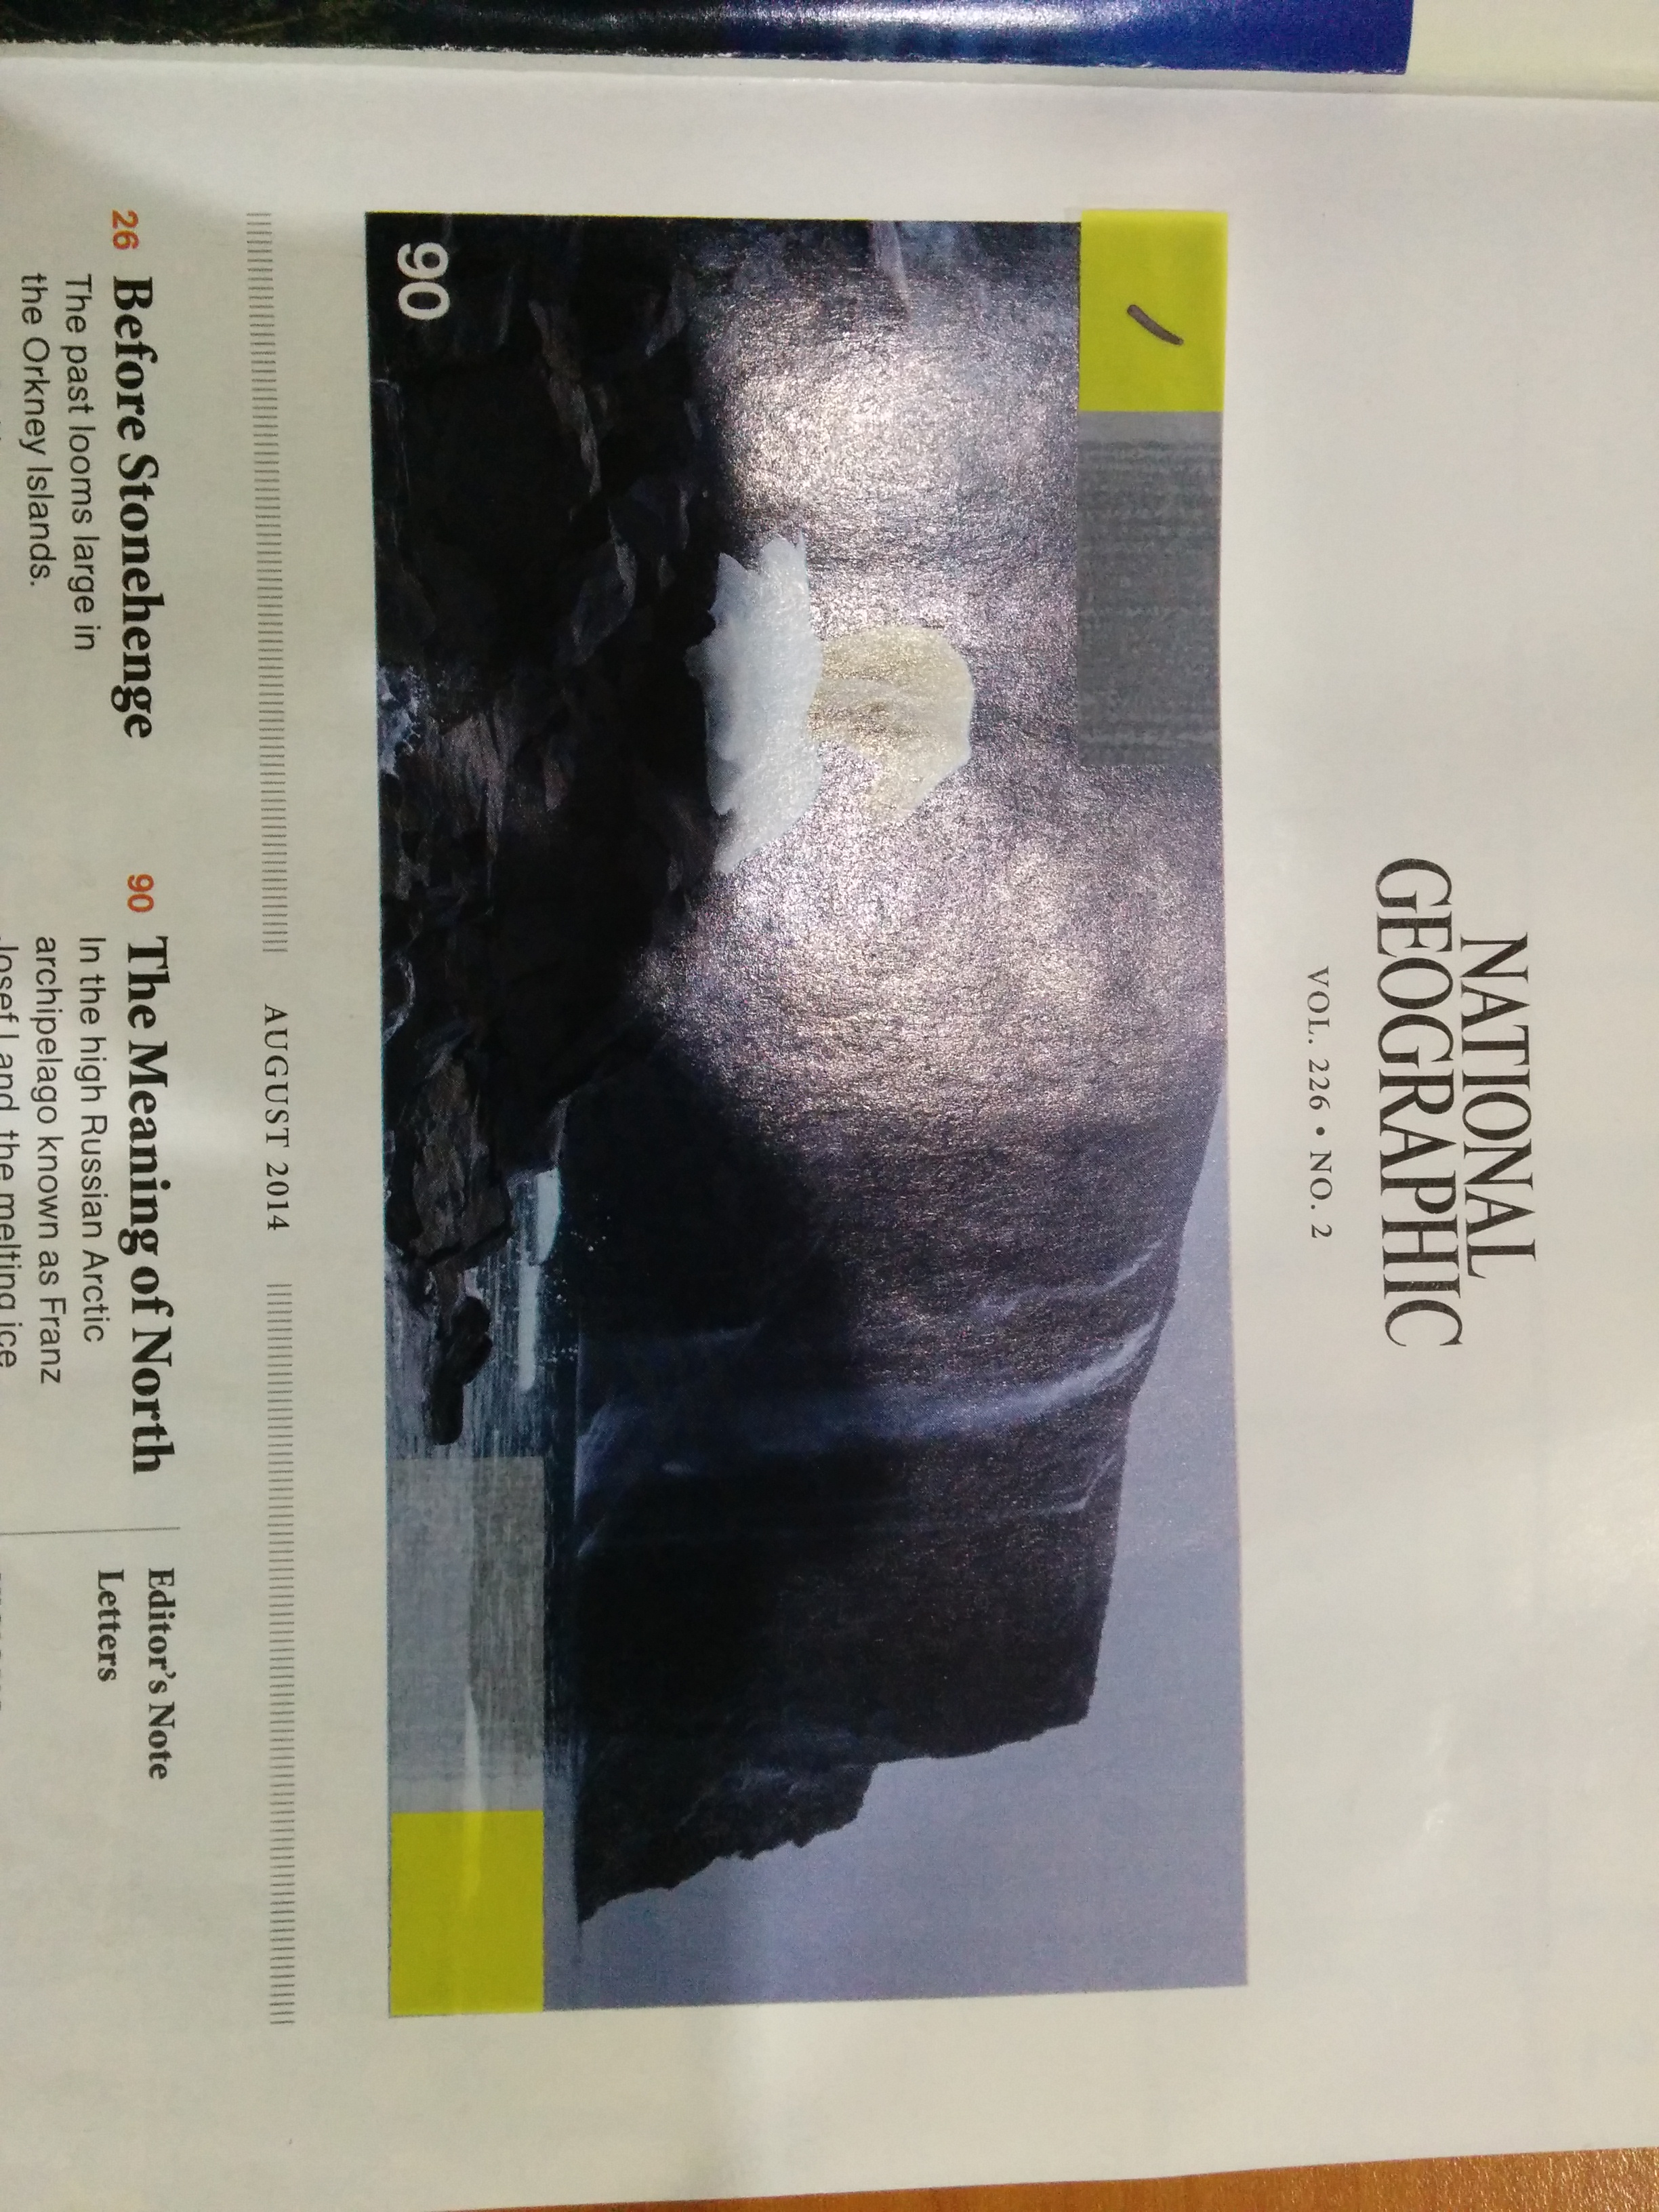 NATIONAL
GEOGRAPHIC
VOL. 226 • NO. 2
90
AUGUST 2014
26 Before Stonehenge
The past looms large in
the Orkney Islands.
90 The Meaning of North
In the high Russian Arctic
archipelago known as Franz
Josef Land, the melting ice
Editor's Note
Letters